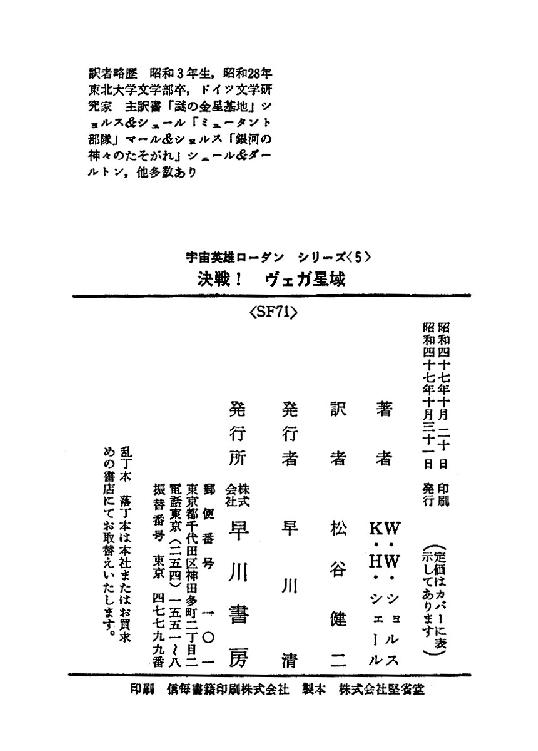 訳者略歴　昭和3年生，昭和28年
東北大学文学部卒，ドイツ文学研
究家　主訳書「謎の金星基地」シ
ョルス&シェール「ミュータント
部隊」マール&ショルス「銀河の
神々のたそがれ」シェール&ダー
ルトン，他多数あり
宇宙英雄ローダン　シリーズ〈5〉
決戦！　ヴェガ星域
〈SF71〉
昭和四十七年十月二十日　印刷
昭和四十七年十月三十一日　発行
（定価はカバーに表
示してあります）
著者　W・W・ショルス
K・H・シェール
訳者　松谷健二
発行者　早川清
発行所　株式会社　早川書房
郵便番号　一〇一
東京都千代田区神田多町二丁目二
電話東京（二五四）一五五一～八
振替番号　東京　四七七九九番
乱丁本　落丁本は本社またはお買求
めの書店にてお取替えいたします。
印刷　信毎書籍印刷株式会社　製本　株式会社堅省堂